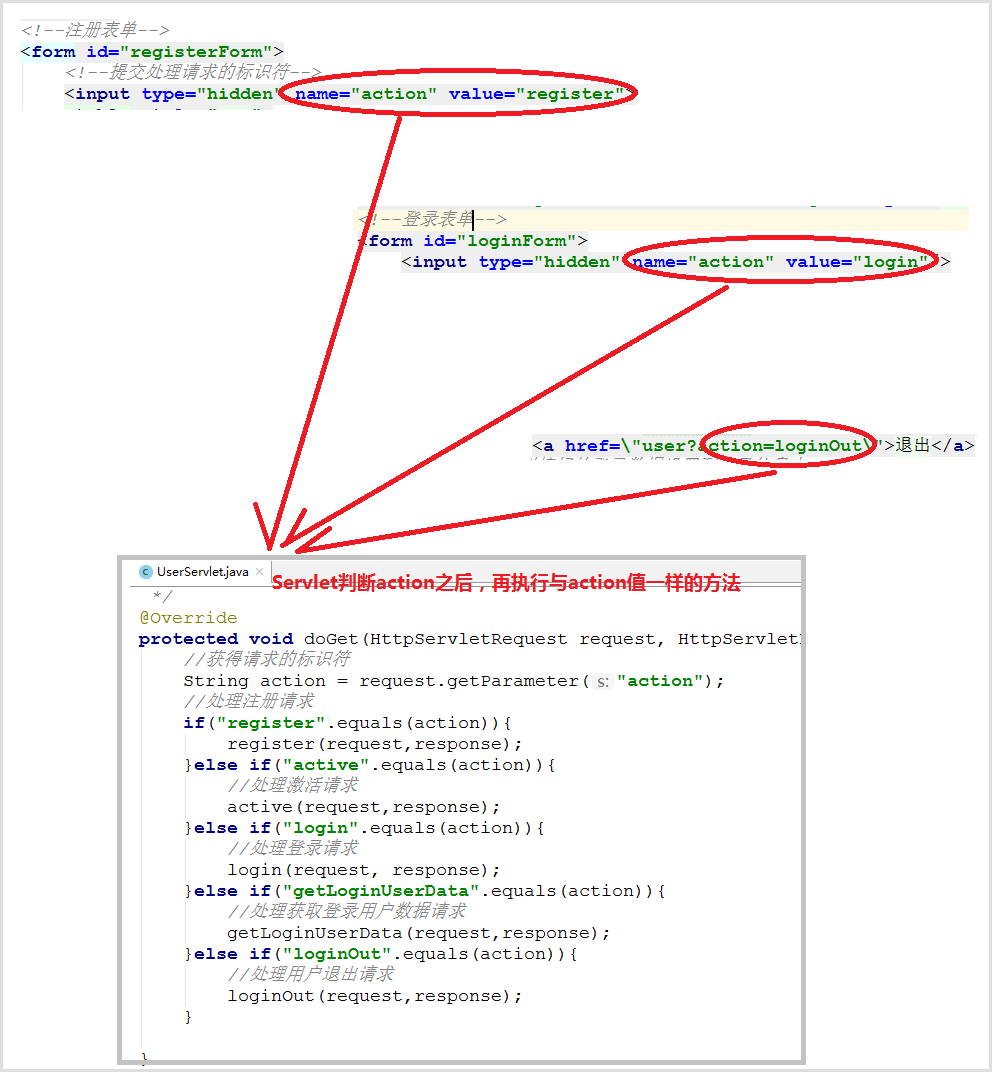 <!--注册表单-->
<form id="registerForm">
<!--提交处理请求的标识符-->
<input type="hidden" name="action" value="register">
<!--登录表单-->
<form id="loginForm">
<input type="hidden" name="action" value="login" >
<a href=\"user?action=loginOut\">退出</a>
UserServlet.java
Servlet判断action之后，再执行与action值一样的方法
*/
@Override
protected void doGet(HttpServletRequest request, HttpServlet
//获得请求的标识符
String action = request.getParameter( s: "action");
//处理注册请求
if("register".equals(action)){
register(request,response);
}else if("active".equals(action)){
//处理激活请求
active(request,response);
}else if("login".equals(action)){
//处理登录请求
login(request, response);
}else if("getLoginUserData".equals(action)){
//处理获取登录用户数据请求
getLoginUserData(request,response);
}else if("loginOut".equals(action)){
//处理用户退出请求
loginOut(request,response);
}
}